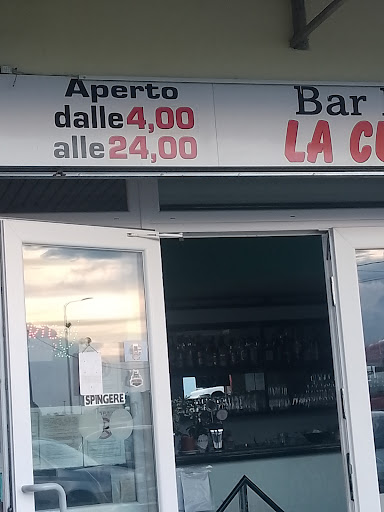 Aperto
dalle 4,00
alle 24,00
Bar
LA
SPINGERE